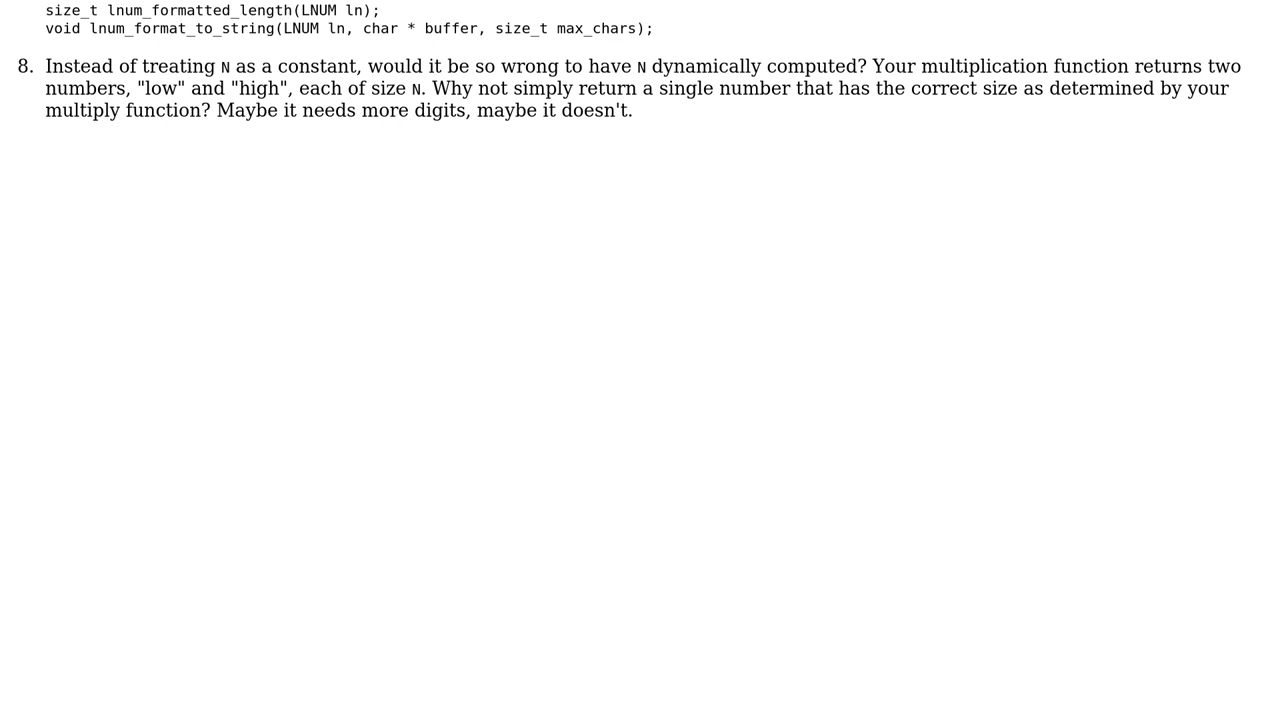 size_t lnum_formatted_length(LNUM ln);
void lnum_format_to_string(LNUM ln, char * buffer, size_t max_chars);
8. Instead of treating N as a constant, would it be so wrong to have N dynamically computed? Your multiplication function returns two
numbers, "low" and "high", each of size N. Why not simply return a single number that has the correct size as determined by your
multiply function? Maybe it needs more digits, maybe it doesn't.